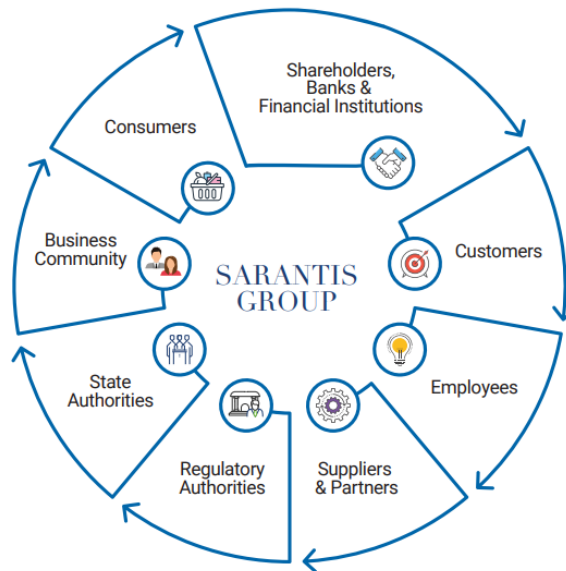 Shareholders,
Banks &
Financial Institutions
Customers
Employees
Suppliers
& Partners
Regulatory
Authorities
State
Authorities
Business
Community
Consumers
SARANTIS
GROUP